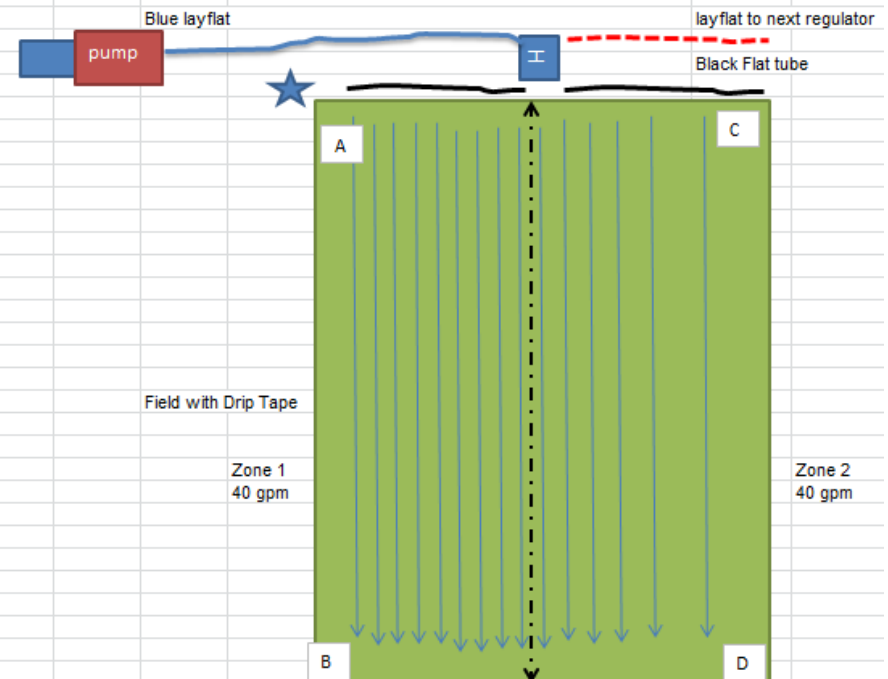 Blue layflat
layflat to next regulator
pump
H
Black Flat tube
A
C
Field with Drip Tape
Zone 1
40 gpm
Zone 2
40 gpm
B
D